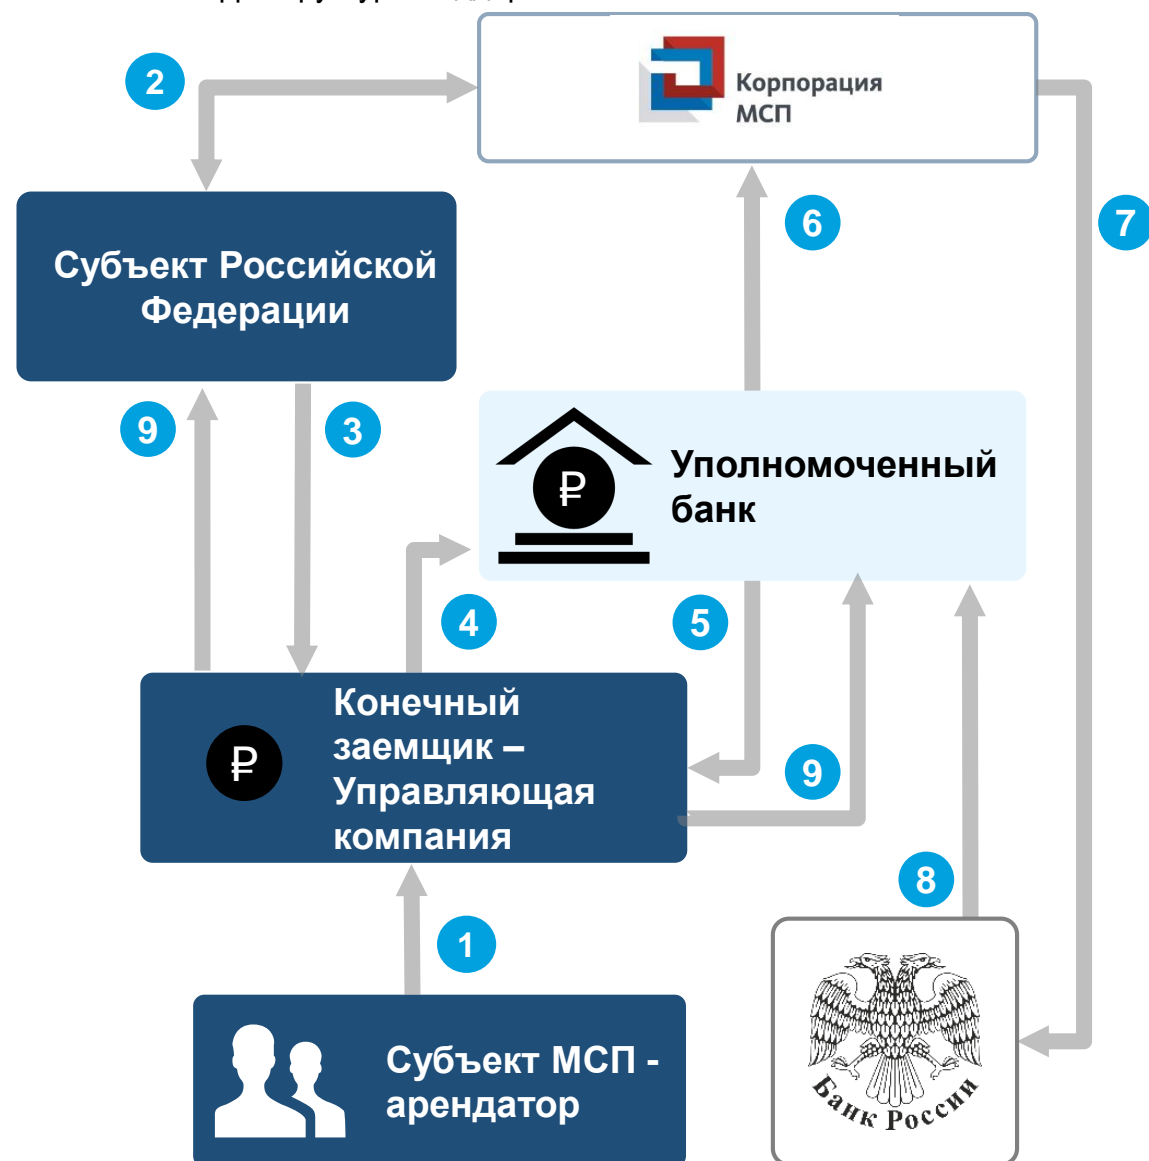 Корпорация
МСП
2
6
7
Субъект Российской
Федерации
9
3
₽
Уполномоченный
банк
4
5
Конечный
заемщик –
Управляющая
компания
₽
9
8
1
Субъект МСП -
арендатор
Банк России